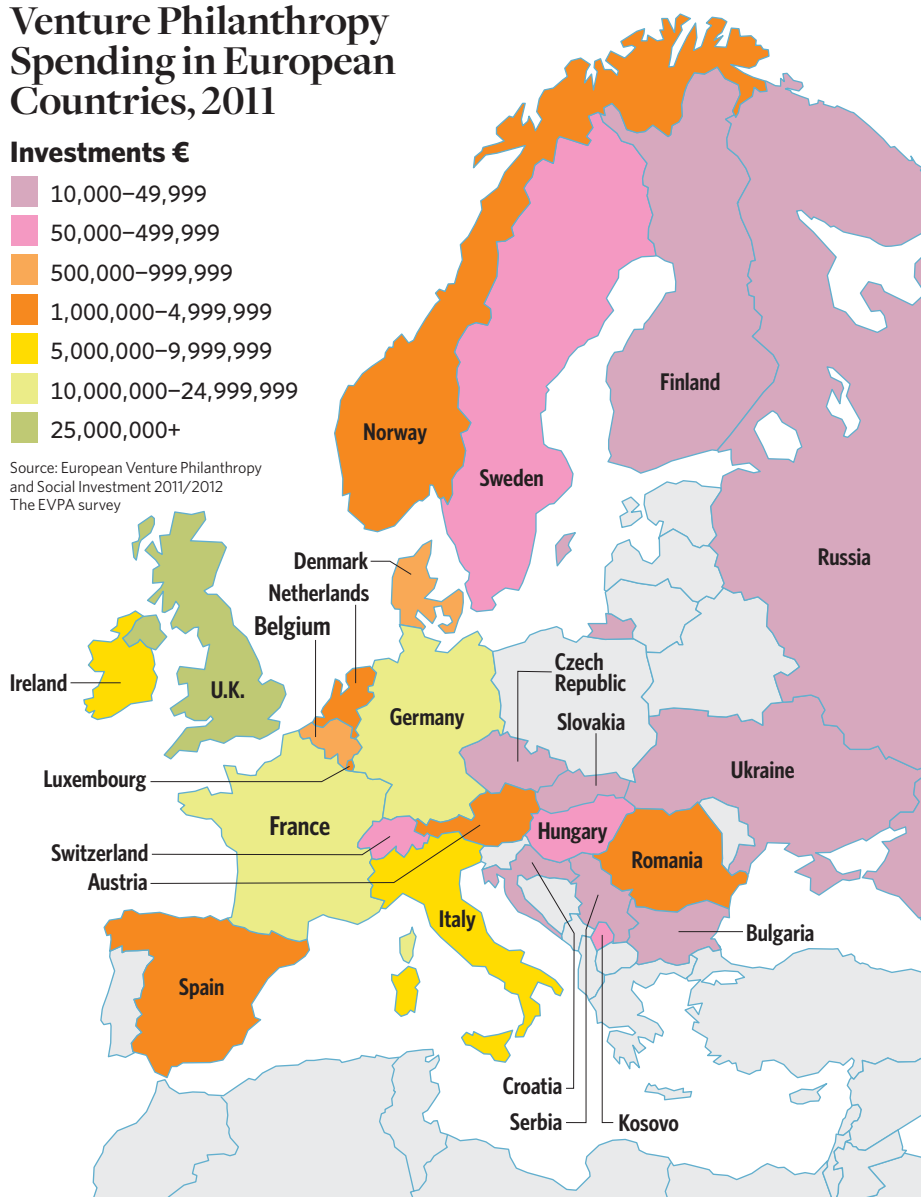 Venture Philanthropy
Spending in European
Countries, 2011
Investments €
10,000–49,999
50,000–499,999
500,000–999,999
1,000,000–4,999,999
5,000,000–9,999,999
10,000,000–24,999,999
25,000,000+
Source: European Venture Philanthropy
and Social Investment 2011/2012
The EVPA survey
Finland
Norway
Sweden
Russia
Denmark
Netherlands
Belgium
Ireland
U.K.
Czech
Republic
Germany
Slovakia
Luxembourg
Ukraine
France
Hungary
Switzerland
Romania
Austria
Italy
Bulgaria
Spain
Croatia
Serbia
Kosovo